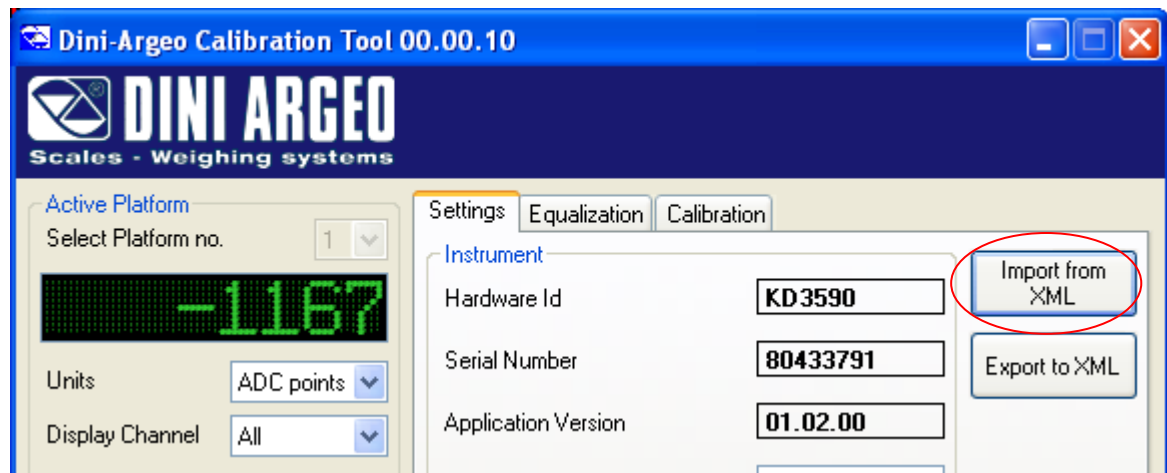 Dini-Argeo Calibration Tool 00.00.10
DINI ARGEO
Scales - Weighing systems
Active Platform
Select Platform no. 1
-1167
Units ADC points
Display Channel All
Settings Equalization Calibration
Instrument
Hardware Id KD3590
Serial Number 80433791
Application Version 01.02.00
Import from
XML
Export to XML